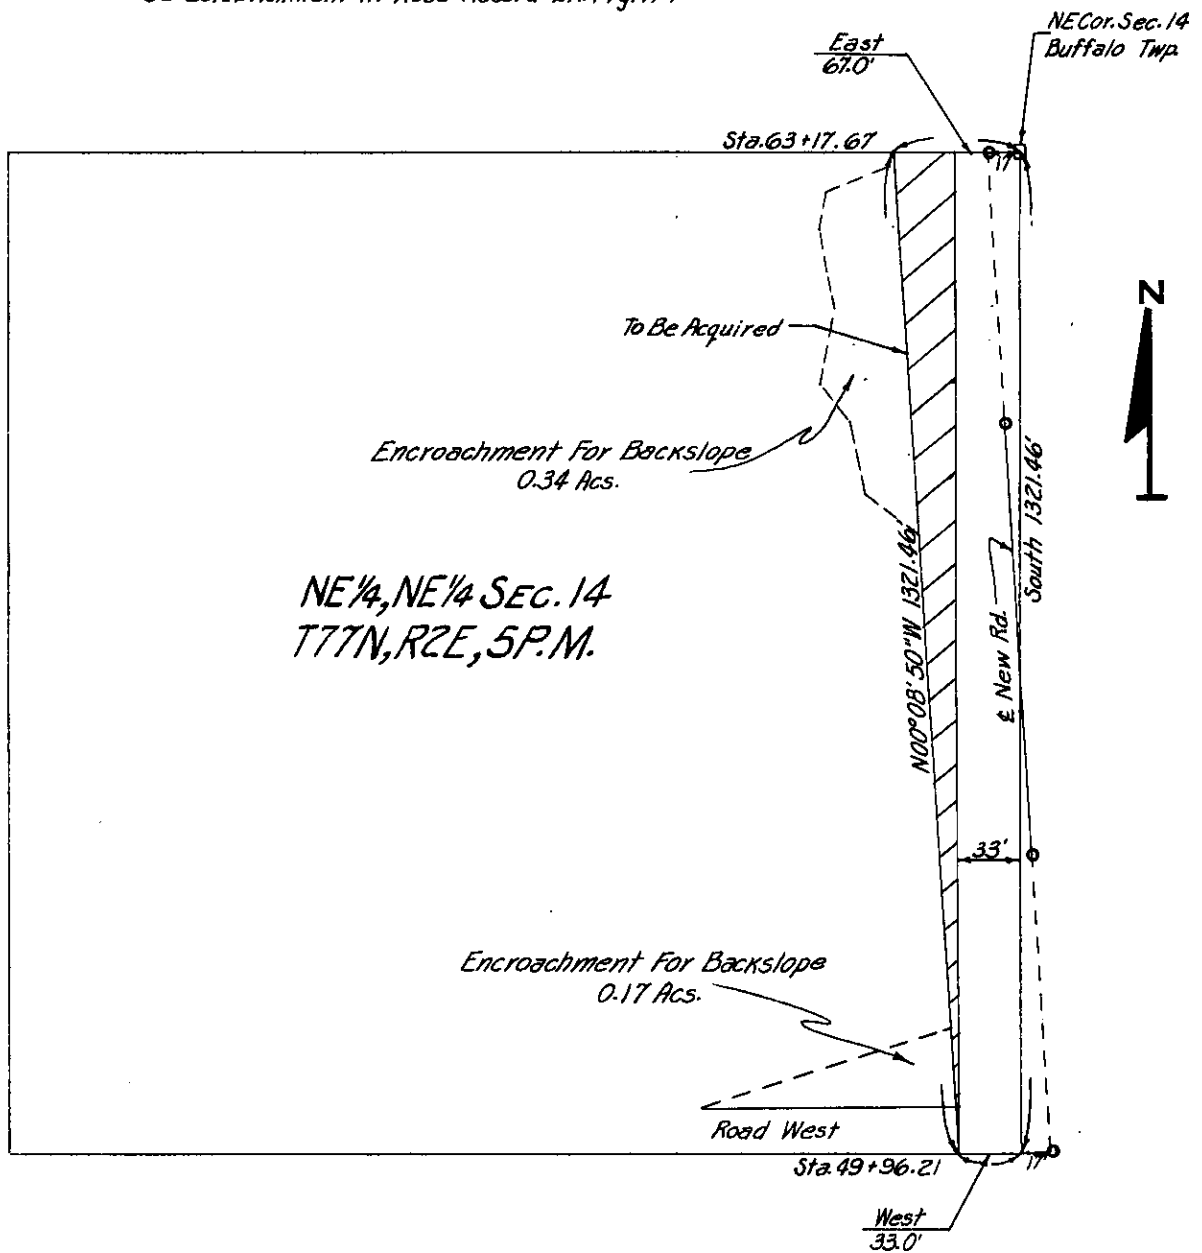 NE Cor. Sec. 14
Buffalo Twp.
East
67.0'
Sta. 63+17.67
17'
N
To Be Acquired
Encroachment For Backslope
0.34 Acs.
South 1321.46'
N00°08'50"W 1321.46'
℄ New Rd.
NE¼, NE¼ SEC. 14
T77N, R2E, 5P.M.
33'
Encroachment For Backslope
0.17 Acs.
Road West
Sta. 49+96.21
17'
West
33.0'